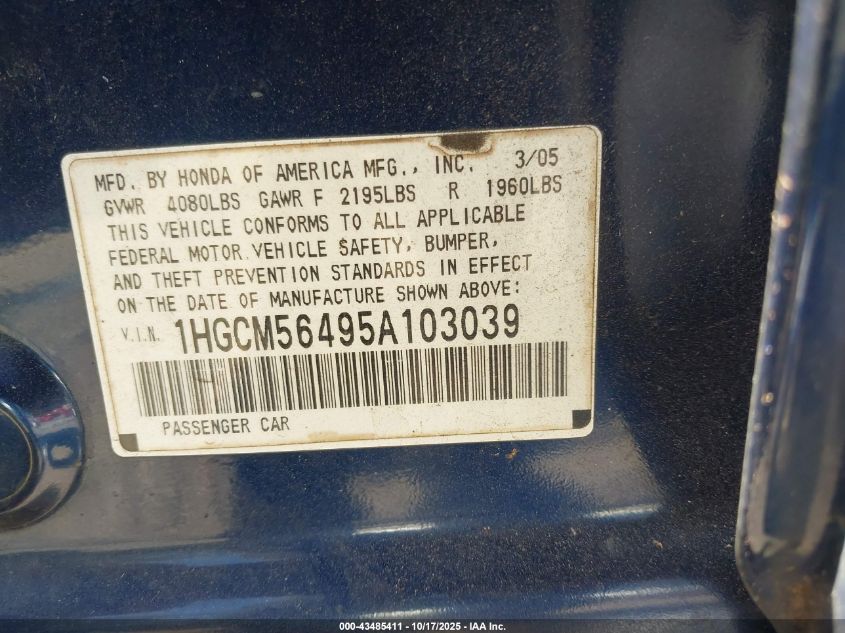 MFD. BY HONDA OF AMERICA MFG., INC. 3/05
GVWR 4080LBS GAWR F 2195LBS R 1960LBS
THIS VEHICLE CONFORMS TO ALL APPLICABLE
FEDERAL MOTOR VEHICLE SAFETY, BUMPER,
AND THEFT PREVENTION STANDARDS IN EFFECT
ON THE DATE OF MANUFACTURE SHOWN ABOVE:
V.I.N. 1HGCM56495A103039
PASSENGER CAR
000-43485411 - 10/17/2025 - IAA Inc.